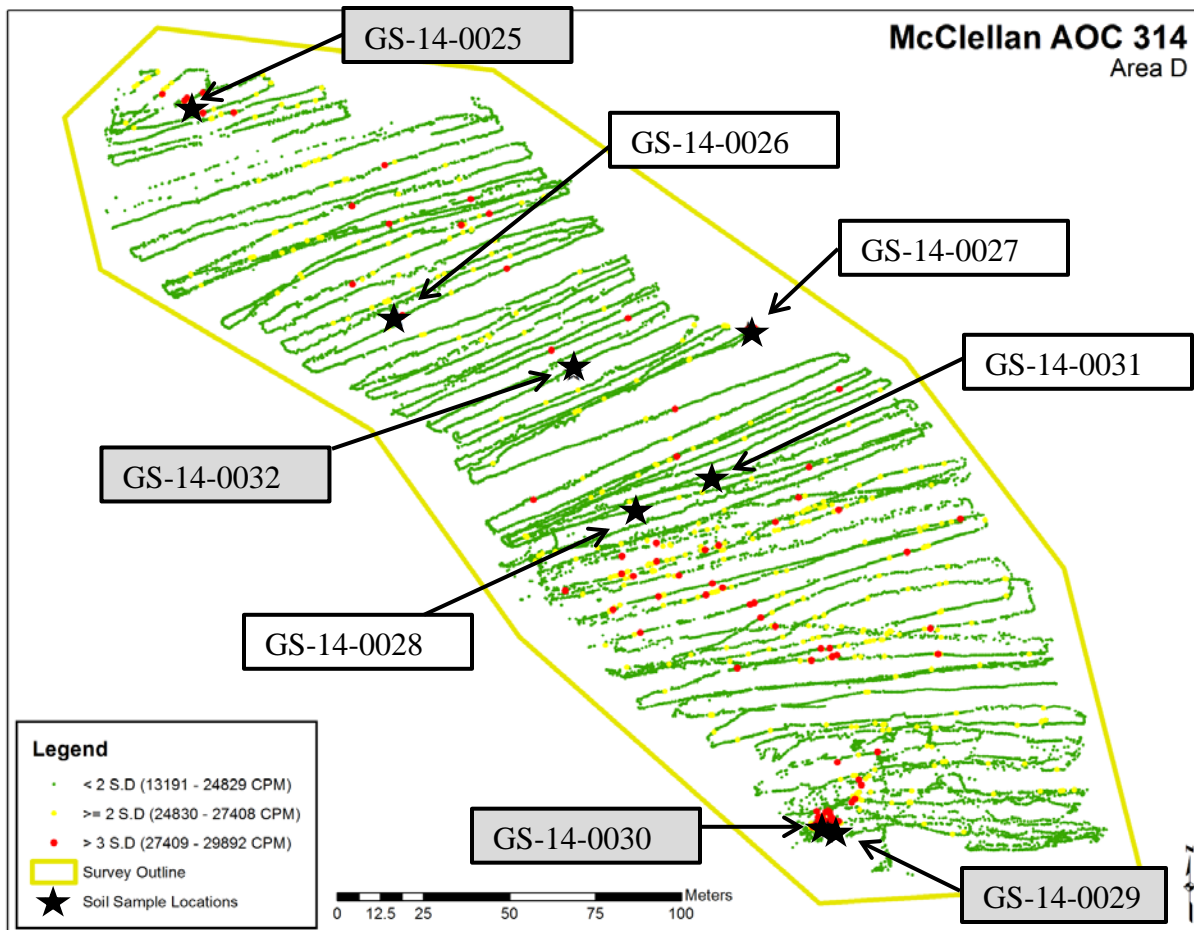 McClellan AOC 314
Area D
GS-14-0025
GS-14-0026
GS-14-0027
GS-14-0031
GS-14-0032
GS-14-0028
GS-14-0030
GS-14-0029
Legend
< 2 S.D (13191 - 24829 CPM)
>= 2 S.D (24830 - 27408 CPM)
> 3 S.D (27409 - 29892 CPM)
Survey Outline
Soil Sample Locations
Meters
0 12.5 25 50 75 100
N